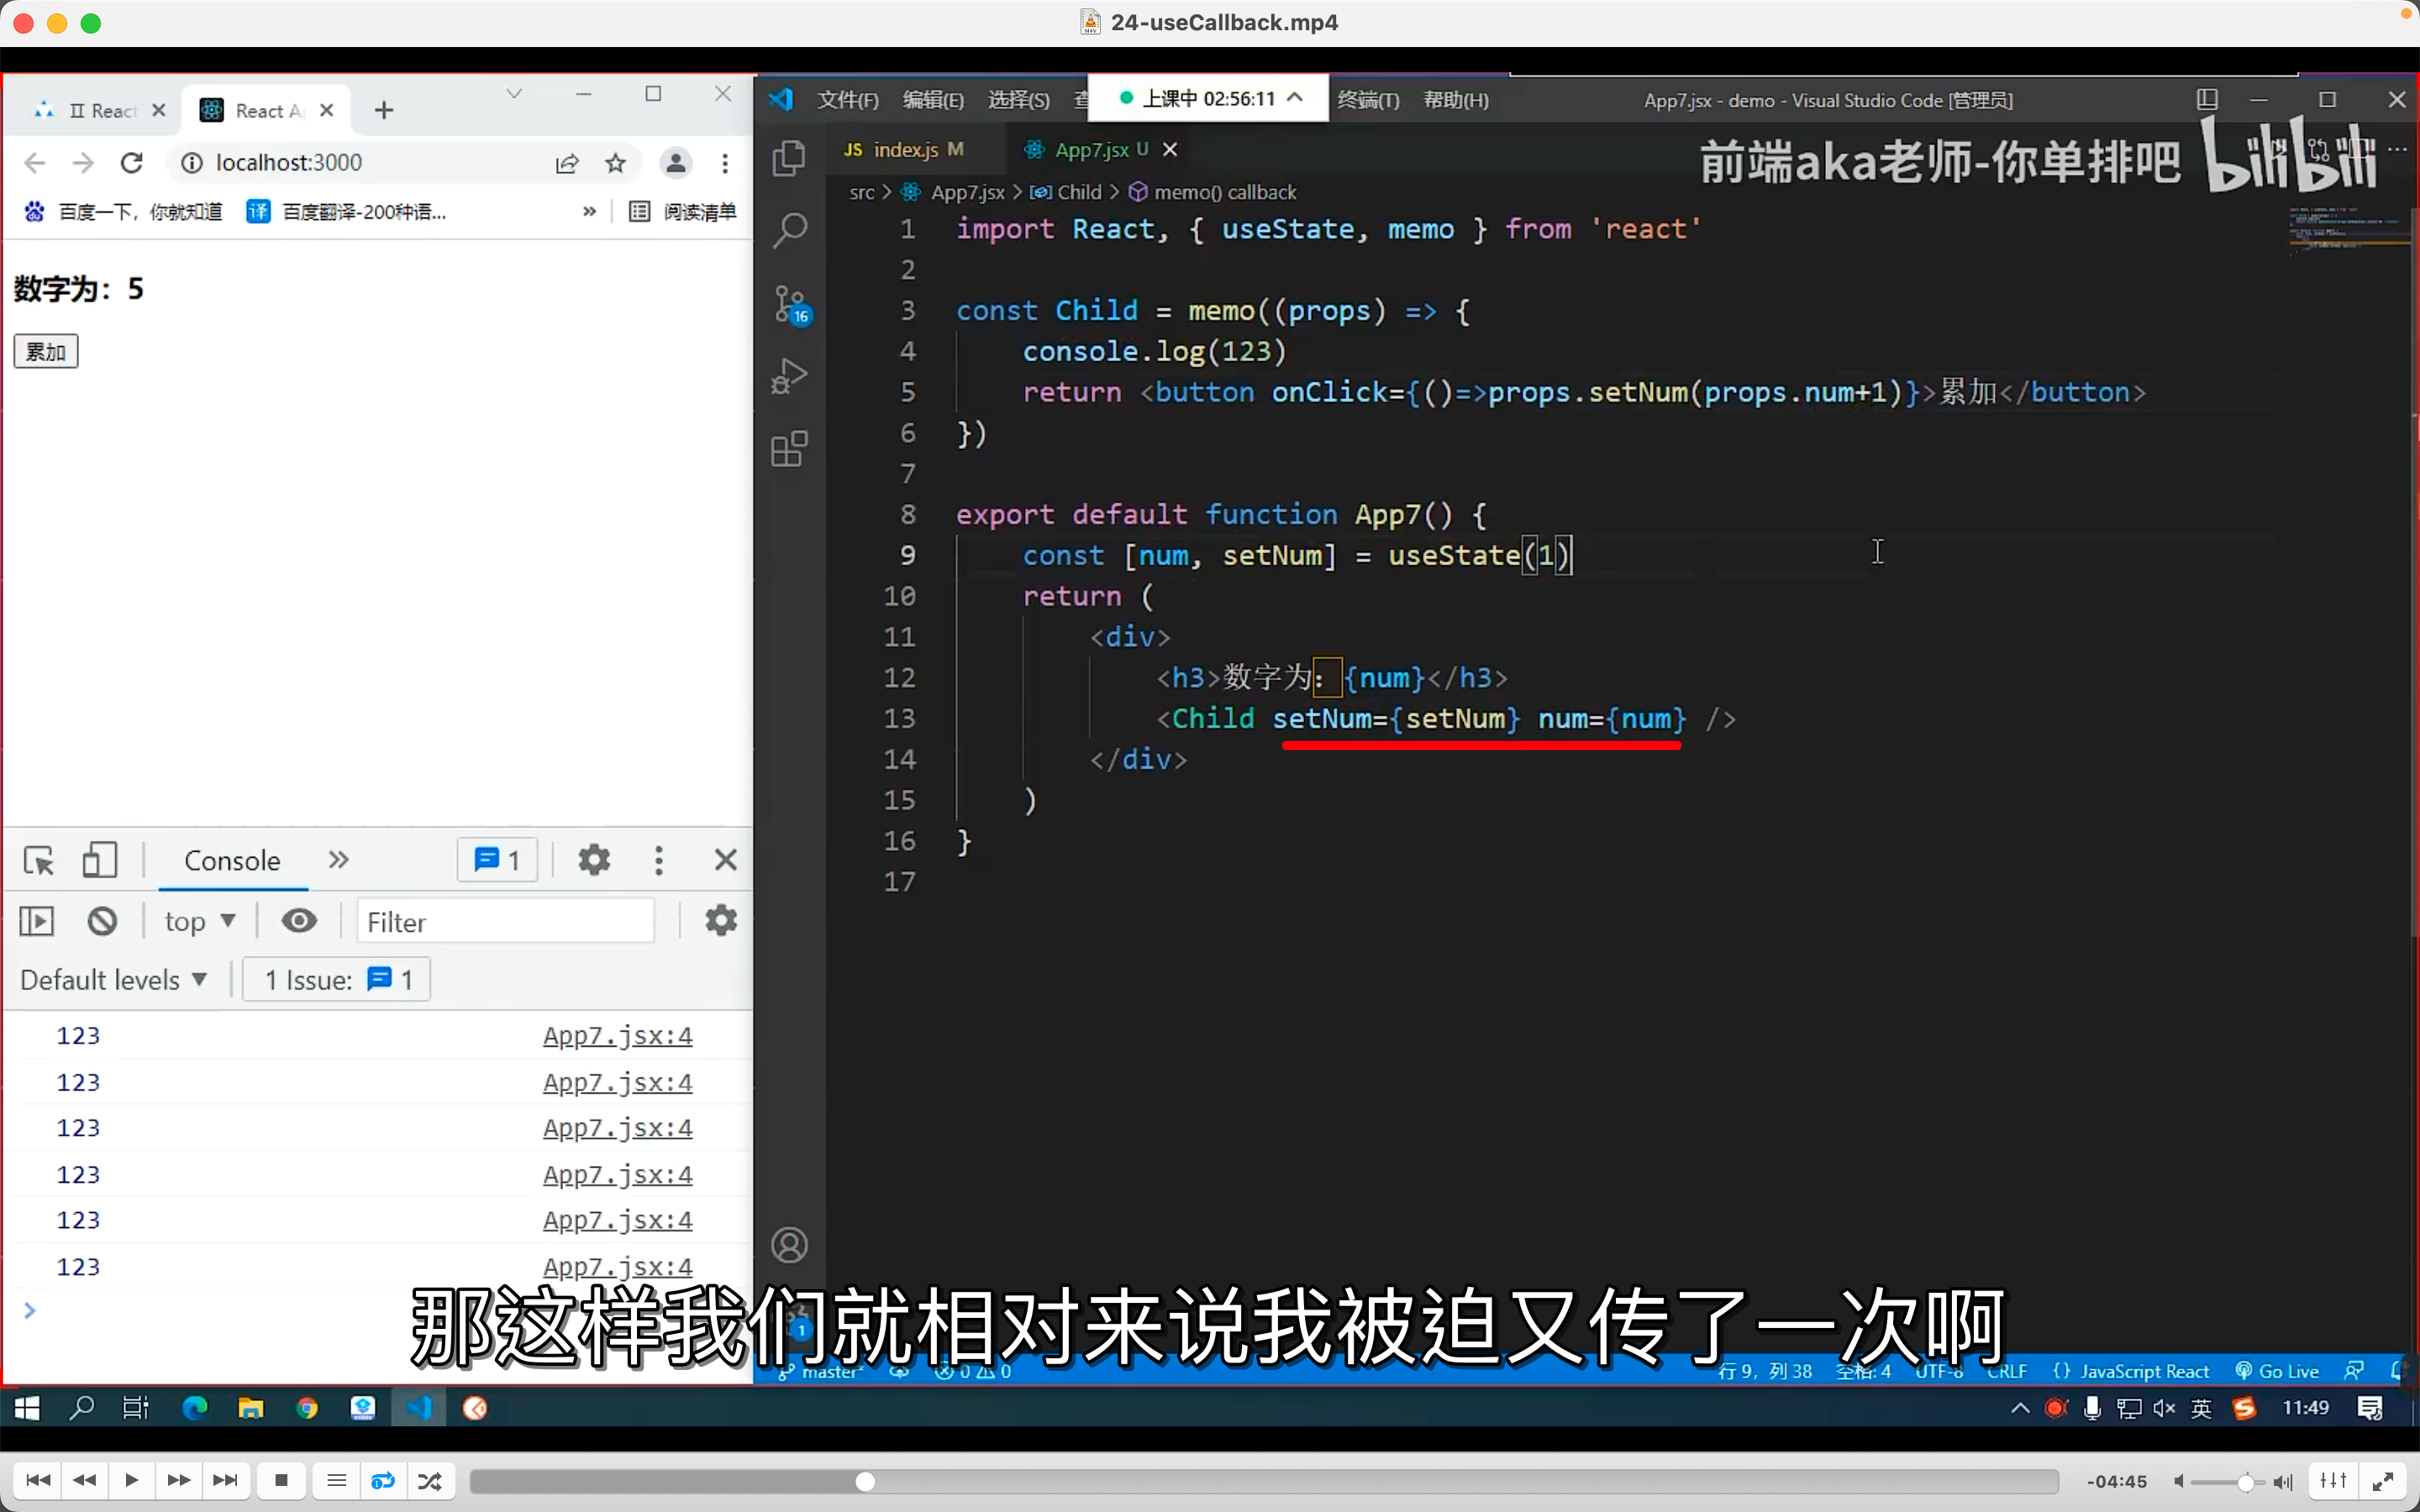 24-useCallback.mp4
React
React A
localhost:3000
百度一下，你就知道
译
百度翻译-200种语...
»
阅读清单
数字为：5
累加
Console
»
1
top
Filter
Default levels
1 Issue:
1
123 App7.jsx:4
123 App7.jsx:4
123 App7.jsx:4
123 App7.jsx:4
123 App7.jsx:4
123 App7.jsx:4
文件(F) 编辑(E) 选择(S) 查
上课中 02:56:11
终端(T) 帮助(H)
App7.jsx - demo - Visual Studio Code [管理员]
JS index.js M
App7.jsx U
前端aka老师-你单排吧 bilibili
src > App7.jsx > Child > memo() callback
16
1 import React, { useState, memo } from 'react'
2
3 const Child = memo((props) => {
4 console.log(123)
5 return <button onClick={()=>props.setNum(props.num+1)}>累加</button>
6 })
7
8 export default function App7() {
9 const [num, setNum] = useState(1)
10 return (
11 <div>
12 <h3>数字为：{num}</h3>
13 <Child setNum={setNum} num={num} />
14 </div>
15 )
16 }
17
那这样我们就相对来说我被迫又传了一次啊
1
master*
0 0
行 9，列 38
空格: 4
UTF-8
CRLF
{ } JavaScript React
Go Live
英
11:49
-04:45